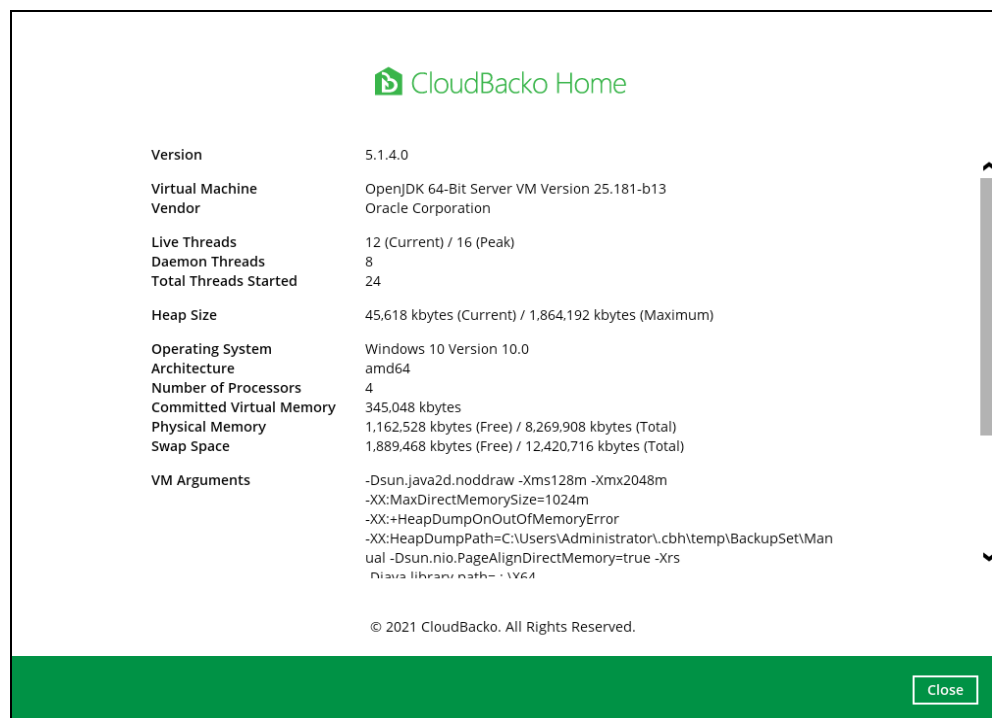 CloudBacko Home
Version 5.1.4.0
Virtual Machine OpenJDK 64-Bit Server VM Version 25.181-b13
Vendor Oracle Corporation
Live Threads 12 (Current) / 16 (Peak)
Daemon Threads 8
Total Threads Started 24
Heap Size 45,618 kbytes (Current) / 1,864,192 kbytes (Maximum)
Operating System Windows 10 Version 10.0
Architecture amd64
Number of Processors 4
Committed Virtual Memory 345,048 kbytes
Physical Memory 1,162,528 kbytes (Free) / 8,269,908 kbytes (Total)
Swap Space 1,889,468 kbytes (Free) / 12,420,716 kbytes (Total)
VM Arguments -Dsun.java2d.noddraw -Xms128m -Xmx2048m
-XX:MaxDirectMemorySize=1024m
-XX:+HeapDumpOnOutOfMemoryError
-XX:HeapDumpPath=C:\Users\Administrator\.cbh\temp\BackupSet\Man
ual -Dsun.nio.PageAlignDirectMemory=true -Xrs
-Djava.library.path=.;.\X64
© 2021 CloudBacko. All Rights Reserved.
Close